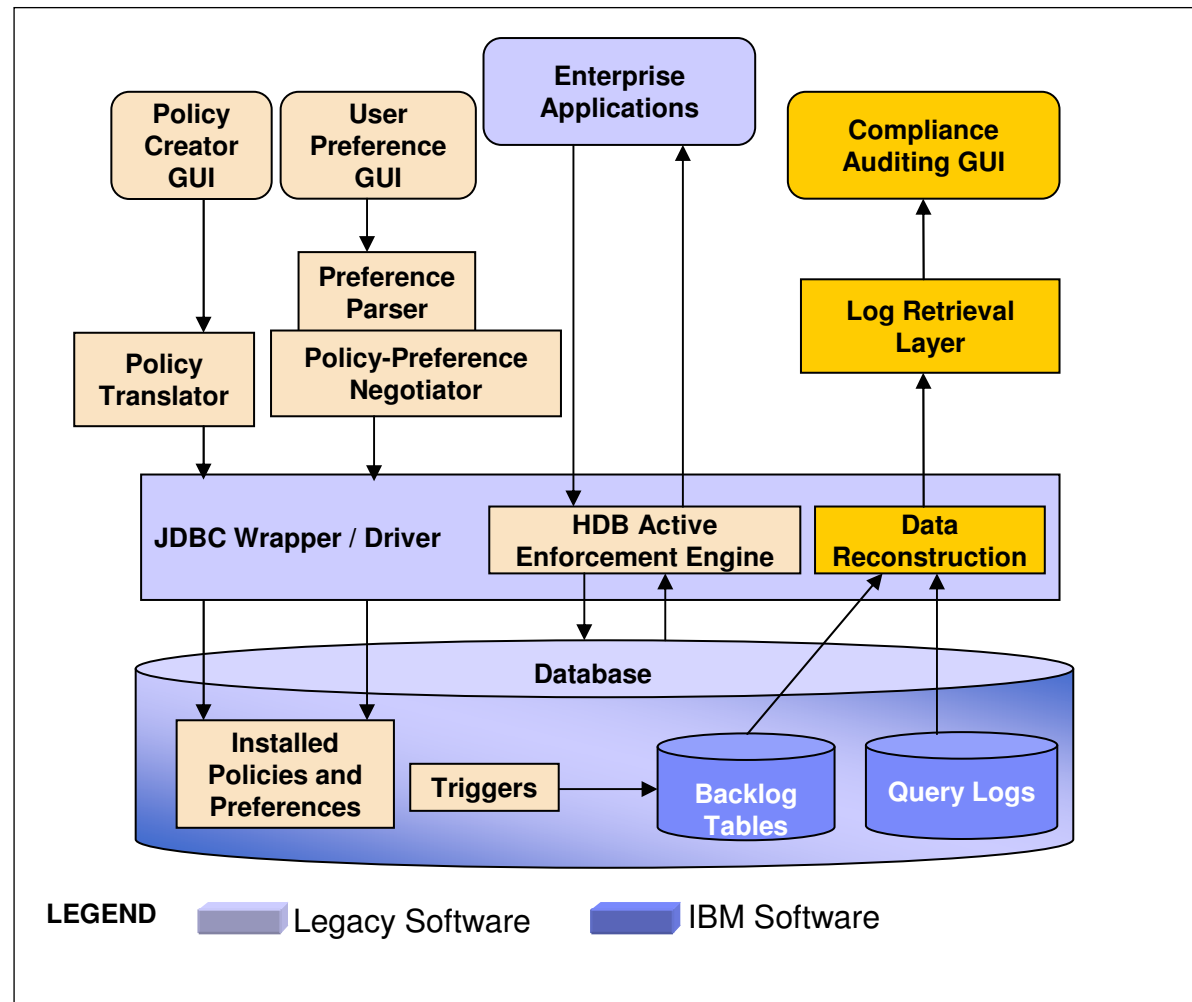 Policy
Creator
GUI
User
Preference
GUI
Enterprise
Applications
Compliance
Auditing GUI
Preference
Parser
Log Retrieval
Layer
Policy
Translator
Policy-Preference
Negotiator
JDBC Wrapper / Driver
HDB Active
Enforcement Engine
Data
Reconstruction
Database
Installed
Policies and
Preferences
Triggers
Backlog
Tables
Query Logs
LEGEND
Legacy Software
IBM Software